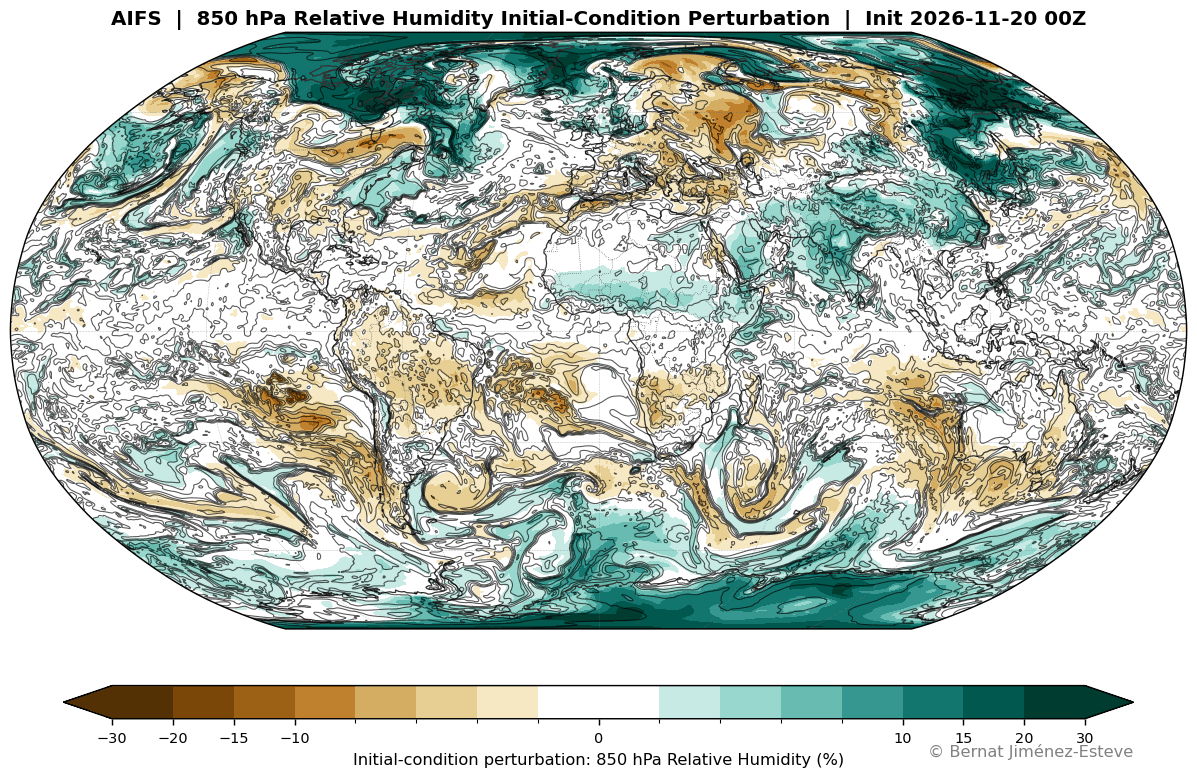 AIFS | 850 hPa Relative Humidity Initial-Condition Perturbation | Init 2026-11-20 00Z
−30 −20 −15 −10 0 10 15 20 30
Initial-condition perturbation: 850 hPa Relative Humidity (%)
© Bernat Jiménez-Esteve